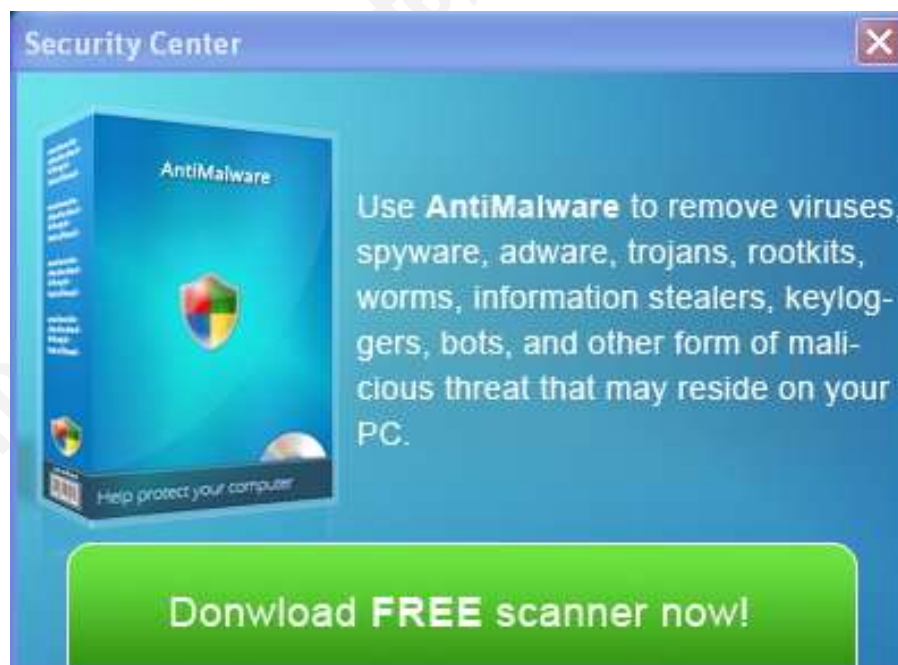 Security Center
AntiMalware
Help protect your computer
Use AntiMalware to remove viruses,
spyware, adware, trojans, rootkits,
worms, information stealers, keylog-
gers, bots, and other form of mali-
cious threat that may reside on your
PC.
Donwload FREE scanner now!